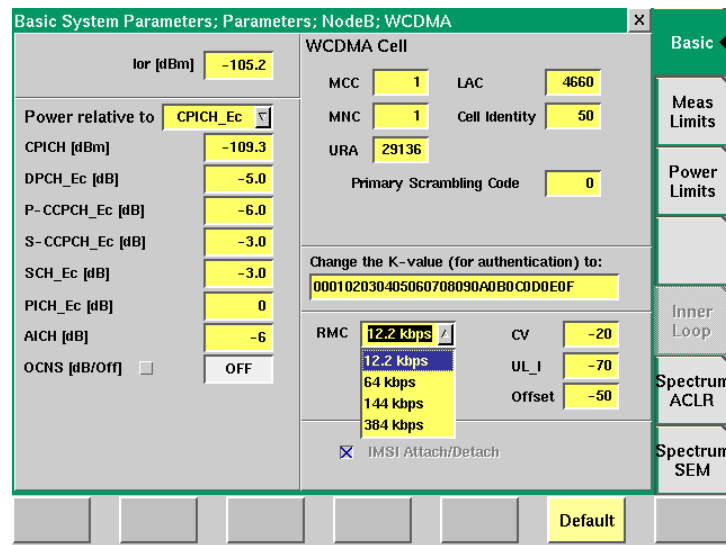 Basic System Parameters; Parameters; NodeB; WCDMA
Ior [dBm] -105.2
Power relative to CPICH_Ec
CPICH [dBm] -109.3
DPCH_Ec [dB] -5.0
P-CCPCH_Ec [dB] -6.0
S-CCPCH_Ec [dB] -3.0
SCH_Ec [dB] -3.0
PICH_Ec [dB] 0
AICH [dB] -6
OCNS [dB/Off] OFF
WCDMA Cell
MCC 1 LAC 4660
MNC 1 Cell Identity 50
URA 29136
Primary Scrambling Code 0
Change the K-value (for authentication) to:
000102030405060708090A0B0C0D0E0F
RMC 12.2 kbps CV -20
12.2 kbps UL_I -70
64 kbps
144 kbps Offset -50
384 kbps
IMSI Attach/Detach
Basic
Meas
Limits
Power
Limits
Inner
Loop
Spectrum
ACLR
Spectrum
SEM
Default